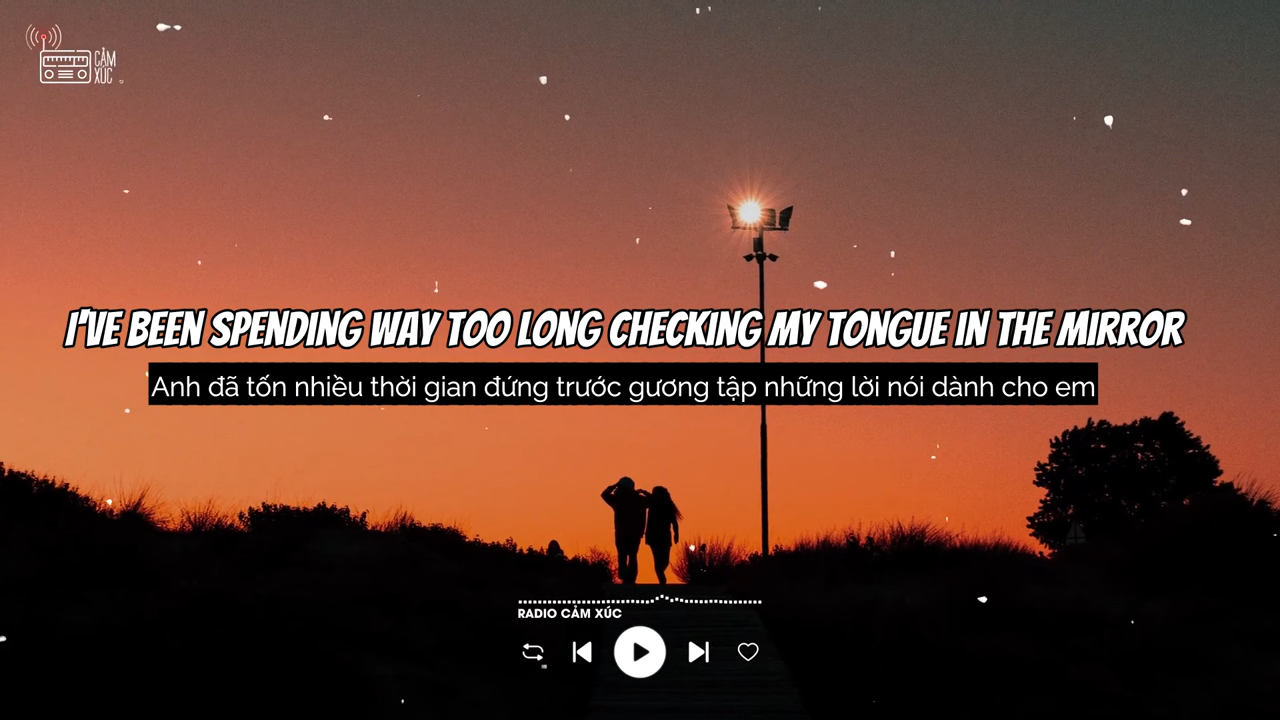 CẢM
XÚC
I'VE BEEN SPENDING WAY TOO LONG CHECKING MY TONGUE IN THE MIRROR
Anh đã tốn nhiều thời gian đứng trước gương tập những lời nói dành cho em
RADIO CẢM XÚC